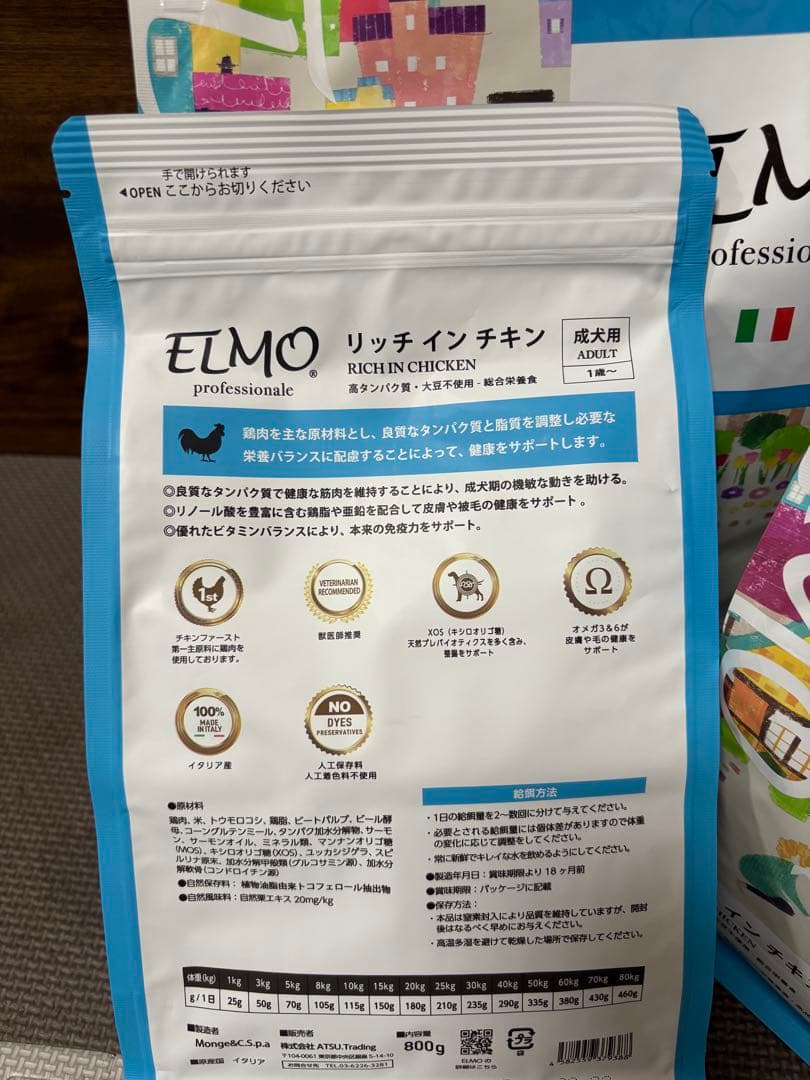 手で開けられます
◀OPEN ここからお切りください
ELMO®
professionale
リッチ イン チキン
RICH IN CHICKEN
高タンパク質・大豆不使用 - 総合栄養食
成犬用
ADULT
1歳～
鶏肉を主な原材料とし、良質なタンパク質と脂質を調整し必要な
栄養バランスに配慮することによって、健康をサポートします。
◎良質なタンパク質で健康な筋肉を維持することにより、成犬期の機敏な動きを助ける。
◎リノール酸を豊富に含む鶏脂や亜鉛を配合して皮膚や被毛の健康をサポート 。
◎優れたビタミンバランスにより、本来の免疫力をサポート。
1st
チキンファースト
第一主原料に鶏肉を
使用しております。
VETERINARIAN
RECOMMENDED
獣医師推奨
XOS
XOS（キシロオリゴ糖）
天然プレバイオティクスを多く含み、
整腸をサポート
Ω
オメガ3＆6が
皮膚や毛の健康を
サポート
100%
MADE
IN ITALY
イタリア産
NO
DYES
PRESERVATIVES
人工保存料
人工着色料不使用
●原材料
鶏肉、米、トウモロコシ、鶏脂、ビートパルプ、ビール酵
母、コーングルテンミール、タンパク加水分解物、サーモ
ン、サーモンオイル、ミネラル類、マンナンオリゴ糖
(MOS)、キシロオリゴ糖(XOS)、ユッカシジゲラ、スピ
ルリナ原末、加水分解甲殻類(グルコサミン源)、加水分
解軟骨(コンドロイチン源)
●自然保存料： 植物油脂由来トコフェロール抽出物
●自然風味料：自然栗エキス 20mg/kg
給餌方法
・1日の給餌量を2～数回に分けて与えてください。
・必要とされる給餌量には個体差がありますので体重
の変化に応じて調整をしてください。
・常に新鮮でキレイな水を飲めるようにしてください。
●製造年月日：賞味期限より 18 ヶ月前
●賞味期限：パッケージに記載
●保存方法：
・本品は窒素封入により品質を維持していますが、開封
後はなるべく早めにお与えください。
・高温多湿を避けて乾燥した場所で保存してください。
体重(kg) 1kg 3kg 5kg 8kg 10kg 15kg 20kg 25kg 30kg 40kg 50kg 60kg 70kg 80kg
g/1日 25g 50g 70g 105g 115g 150g 180g 210g 235g 290g 335g 380g 430g 460g
■製造者
Monge&C.S.p.a
■原産国 イタリア
■販売者
株式会社 ATSU.Trading
〒104-0061 東京都中央区銀座 5-14-10
お問合せ先 TEL.03-6226-3281
■内容量
800g
ELMO の
詳細はこちら
プラ